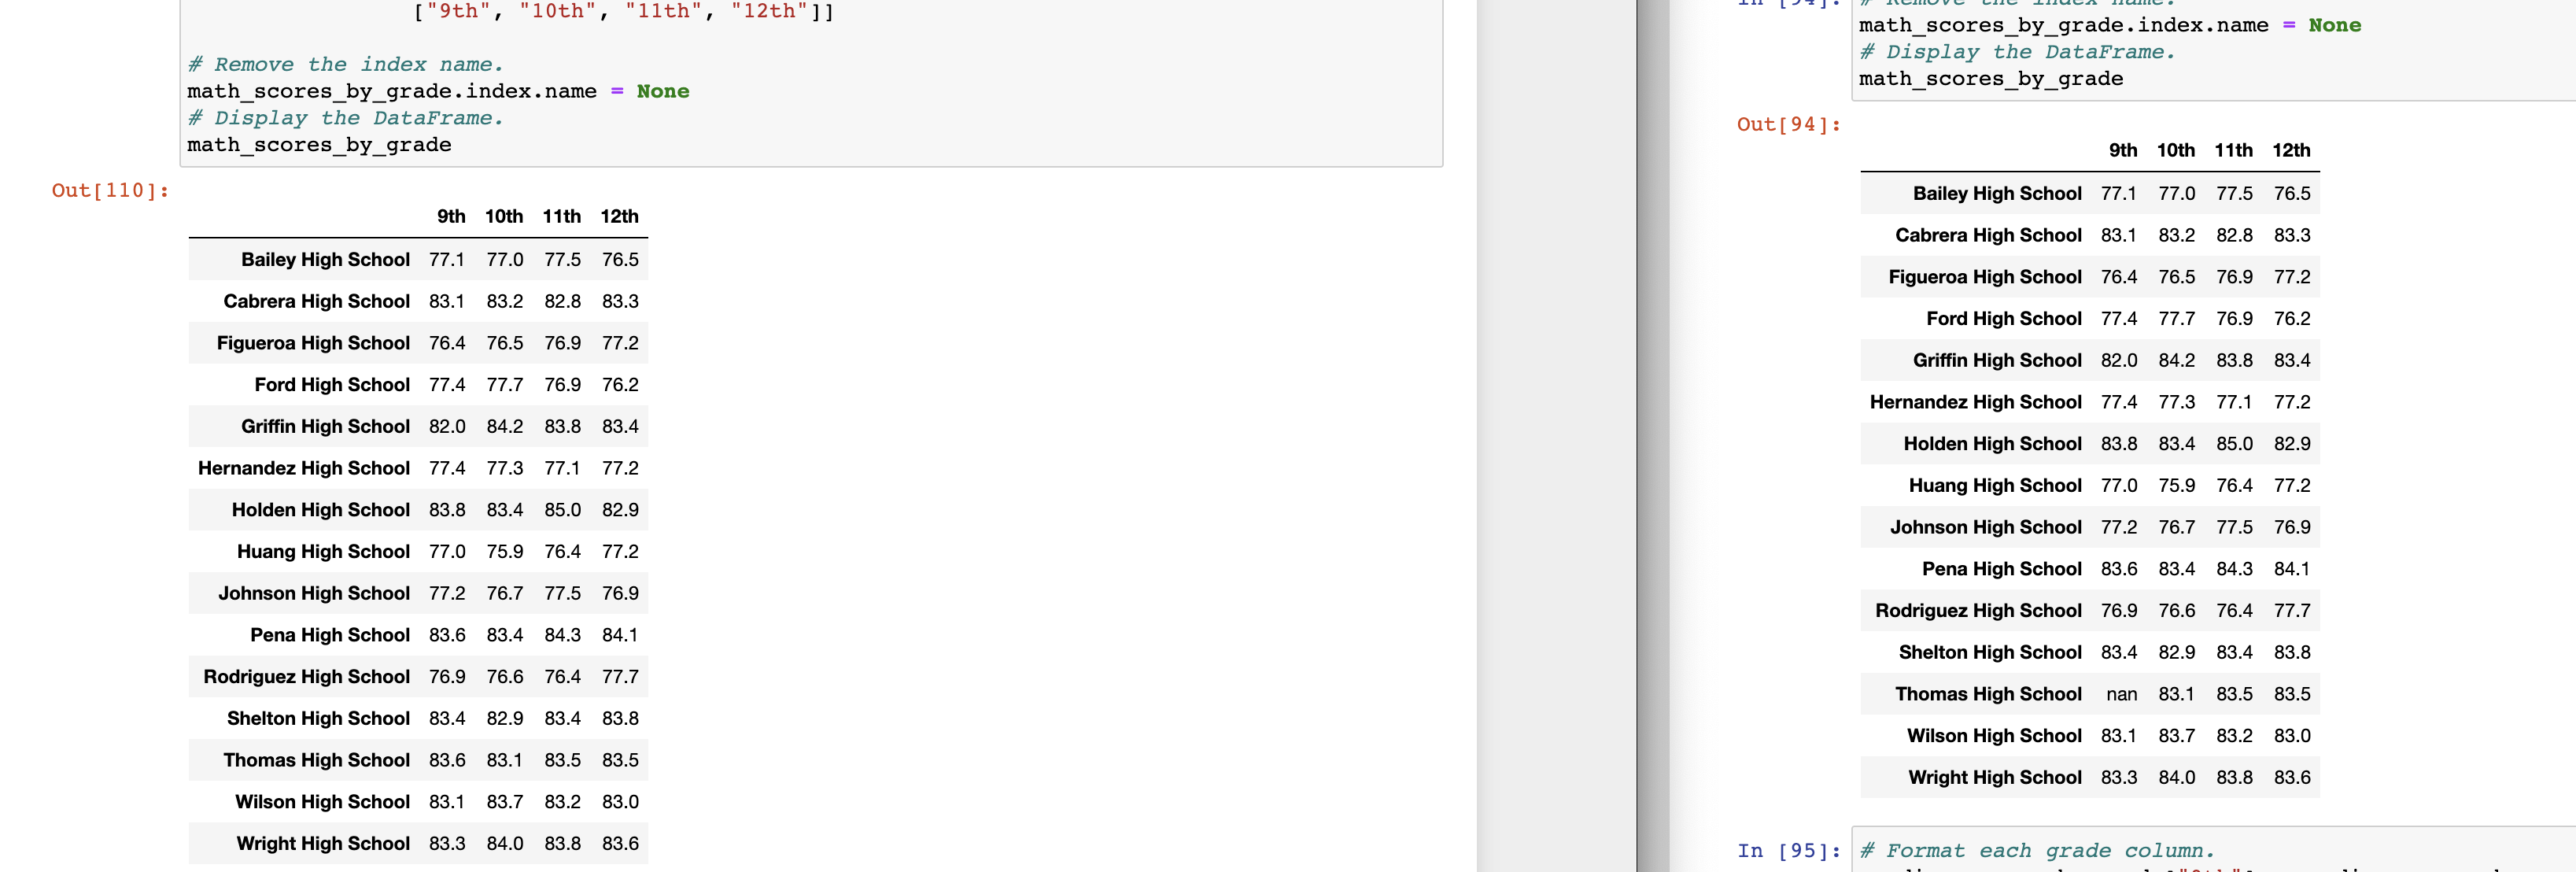 ["9th", "10th", "11th", "12th"]]
# Remove the index name.
math_scores_by_grade.index.name = None
# Display the DataFrame.
math_scores_by_grade
Out[110]:
9th 10th 11th 12th
Bailey High School 77.1 77.0 77.5 76.5
Cabrera High School 83.1 83.2 82.8 83.3
Figueroa High School 76.4 76.5 76.9 77.2
Ford High School 77.4 77.7 76.9 76.2
Griffin High School 82.0 84.2 83.8 83.4
Hernandez High School 77.4 77.3 77.1 77.2
Holden High School 83.8 83.4 85.0 82.9
Huang High School 77.0 75.9 76.4 77.2
Johnson High School 77.2 76.7 77.5 76.9
Pena High School 83.6 83.4 84.3 84.1
Rodriguez High School 76.9 76.6 76.4 77.7
Shelton High School 83.4 82.9 83.4 83.8
Thomas High School 83.6 83.1 83.5 83.5
Wilson High School 83.1 83.7 83.2 83.0
Wright High School 83.3 84.0 83.8 83.6
In [94]: # Remove the index name.
math_scores_by_grade.index.name = None
# Display the DataFrame.
math_scores_by_grade
Out[94]:
9th 10th 11th 12th
Bailey High School 77.1 77.0 77.5 76.5
Cabrera High School 83.1 83.2 82.8 83.3
Figueroa High School 76.4 76.5 76.9 77.2
Ford High School 77.4 77.7 76.9 76.2
Griffin High School 82.0 84.2 83.8 83.4
Hernandez High School 77.4 77.3 77.1 77.2
Holden High School 83.8 83.4 85.0 82.9
Huang High School 77.0 75.9 76.4 77.2
Johnson High School 77.2 76.7 77.5 76.9
Pena High School 83.6 83.4 84.3 84.1
Rodriguez High School 76.9 76.6 76.4 77.7
Shelton High School 83.4 82.9 83.4 83.8
Thomas High School nan 83.1 83.5 83.5
Wilson High School 83.1 83.7 83.2 83.0
Wright High School 83.3 84.0 83.8 83.6
In [95]: # Format each grade column.